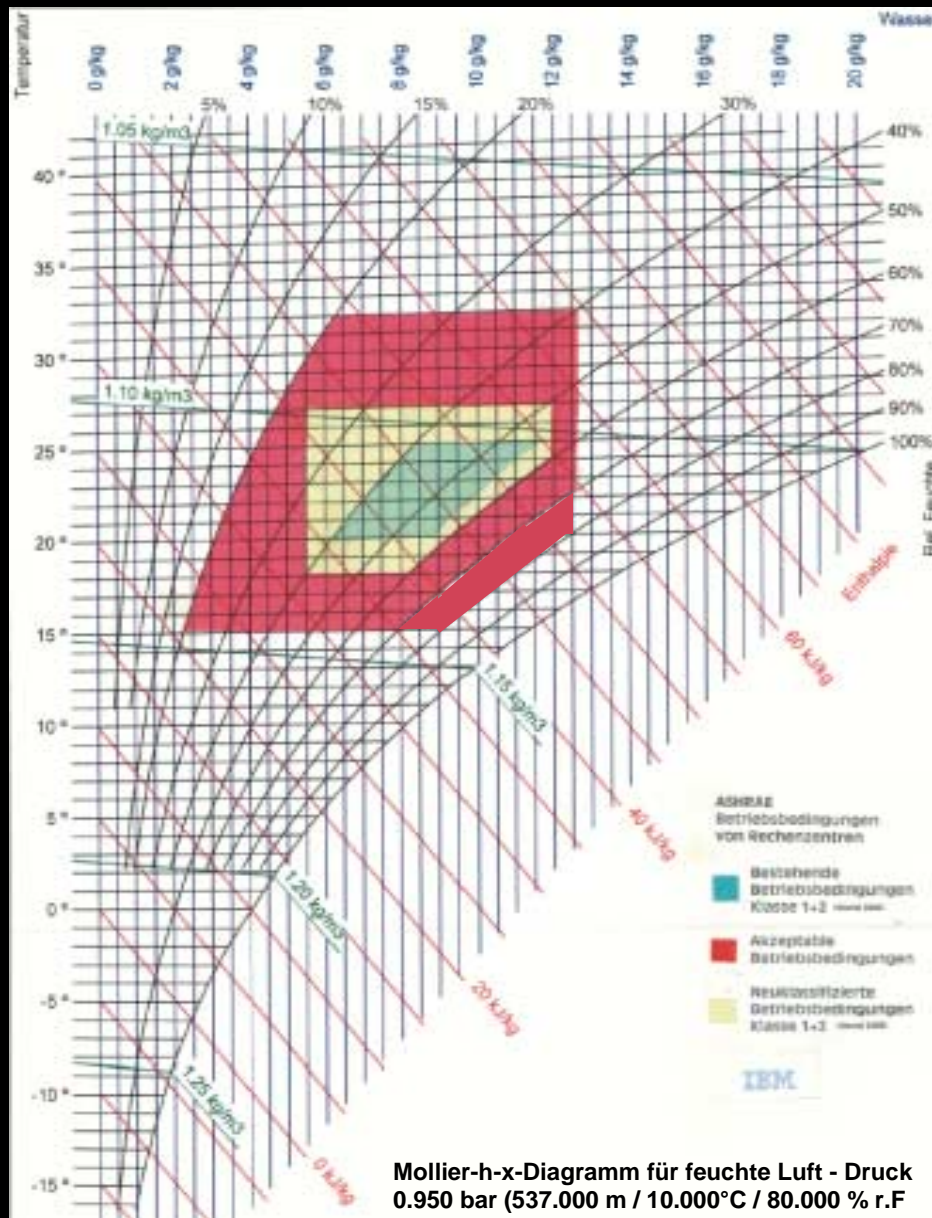 Wasse
Temperatur
0 g/kg
2 g/kg
4 g/kg
6 g/kg
8 g/kg
10 g/kg
12 g/kg
14 g/kg
16 g/kg
18 g/kg
20 g/kg
5%
10%
15%
20%
30%
1.05 kg/m3
40%
40°
50%
35°
60%
70%
30°
80%
1.10 kg/m3
90%
100%
25°
Rel. Feuchte
20°
Enthalpie
15°
60 kJ/kg
1.15 kg/m3
10°
5°
40 kJ/kg
1.20 kg/m3
0°
20 kJ/kg
-5°
1.25 kg/m3
-10°
0 kJ/kg
-15°
ASHRAE
Betriebsbedingungen
von Rechenzentren
Bestehende
Betriebsbedingungen
Klasse 1+2
Akzeptable
Betriebsbedingungen
Neuklassifizierte
Betriebsbedingungen
Klasse 1+2
IBM
Mollier-h-x-Diagramm für feuchte Luft - Druck
0.950 bar (537.000 m / 10.000°C / 80.000 % r.F